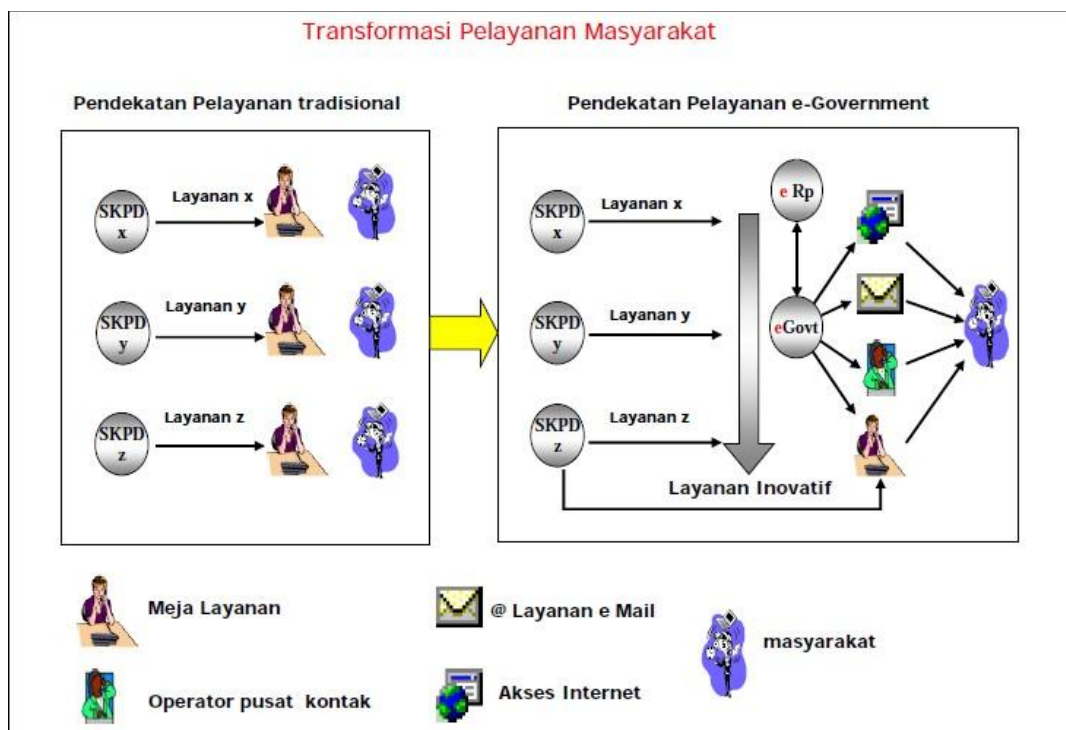 Transformasi Pelayanan Masyarakat
Pendekatan Pelayanan tradisional
Pendekatan Pelayanan e-Government
SKPD
x
Layanan x
SKPD
y
Layanan y
SKPD
z
Layanan z
SKPD
x
Layanan x
SKPD
y
Layanan y
SKPD
z
Layanan z
e Rp
eGovt
Layanan Inovatif
Meja Layanan
@ Layanan e Mail
masyarakat
Operator pusat kontak
Akses Internet